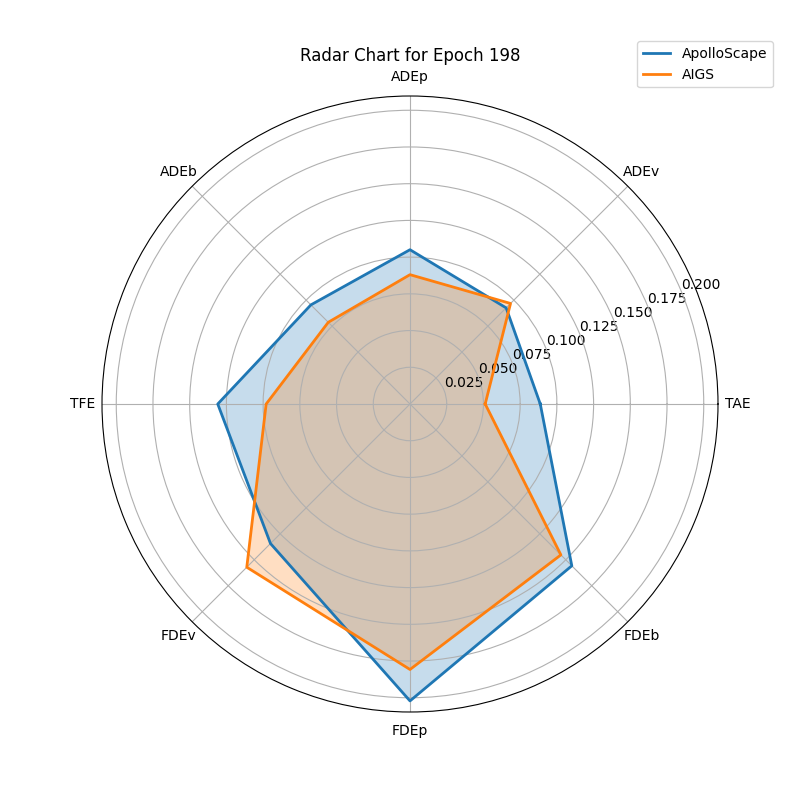 Radar Chart for Epoch 198
ApolloScape
AIGS
ADEp
ADEb
ADEv
0.200
0.175
0.150
0.125
0.100
0.075
0.050
0.025
TFE
TAE
FDEv
FDEb
FDEp